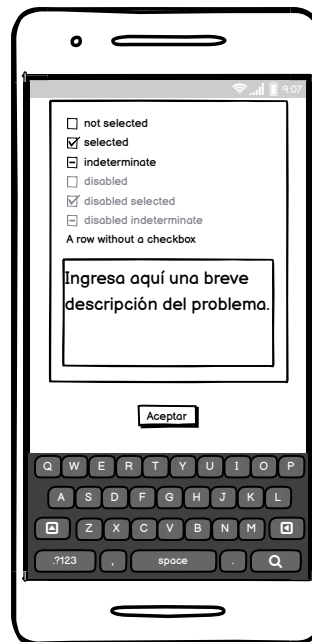 9:07
not selected
selected
indeterminate
disabled
disabled selected
disabled indeterminate
A row without a checkbox
Ingresa aquí una breve
descripción del problema.
Aceptar
Q W E R T Y U I O P
A S D F G H J K L
Z X C V B N M
.?123 , space .